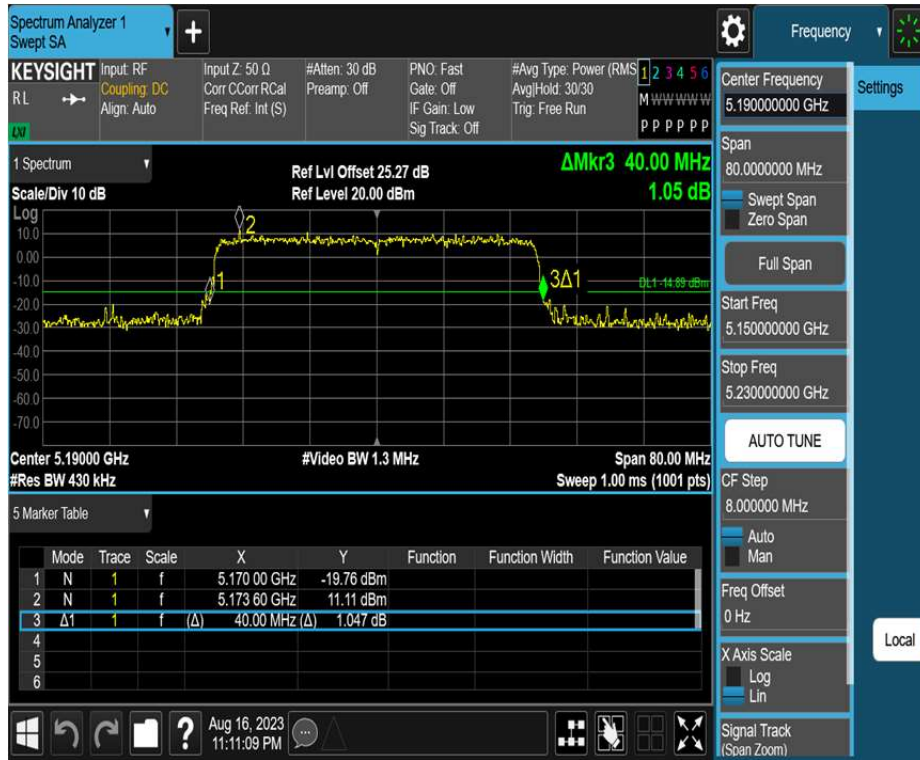 Spectrum Analyzer 1
Swept SA
+
Frequency
KEYSIGHT
RL
LXI
Input: RF
Coupling: DC
Align: Auto
Input Z: 50 Ω
Corr CCorr RCal
Freq Ref: Int (S)
#Atten: 30 dB
Preamp: Off
PNO: Fast
Gate: Off
IF Gain: Low
Sig Track: Off
#Avg Type: Power (RMS
Avg|Hold: 30/30
Trig: Free Run
1 2 3 4 5 6
M W W W W W
P P P P P P
1 Spectrum
Scale/Div 10 dB
Ref Lvl Offset 25.27 dB
Ref Level 20.00 dBm
ΔMkr3 40.00 MHz
1.05 dB
Log
10.0
0.00
-10.0
-20.0
-30.0
-40.0
-50.0
-60.0
-70.0
2
1
3Δ1
DL1 -14.89 dBm
Center 5.19000 GHz
#Video BW 1.3 MHz
Span 80.00 MHz
#Res BW 430 kHz
Sweep 1.00 ms (1001 pts)
5 Marker Table
Mode Trace Scale X Y Function Function Width Function Value
1 N 1 f 5.170 00 GHz -19.76 dBm
2 N 1 f 5.173 60 GHz 11.11 dBm
3 Δ1 1 f (Δ) 40.00 MHz (Δ) 1.047 dB
4
5
6
?
Aug 16, 2023
11:11:09 PM
Center Frequency
5.190000000 GHz
Span
80.0000000 MHz
Swept Span
Zero Span
Full Span
Start Freq
5.150000000 GHz
Stop Freq
5.230000000 GHz
AUTO TUNE
CF Step
8.000000 MHz
Auto
Man
Freq Offset
0 Hz
X Axis Scale
Log
Lin
Signal Track
(Span Zoom)
Settings
Local